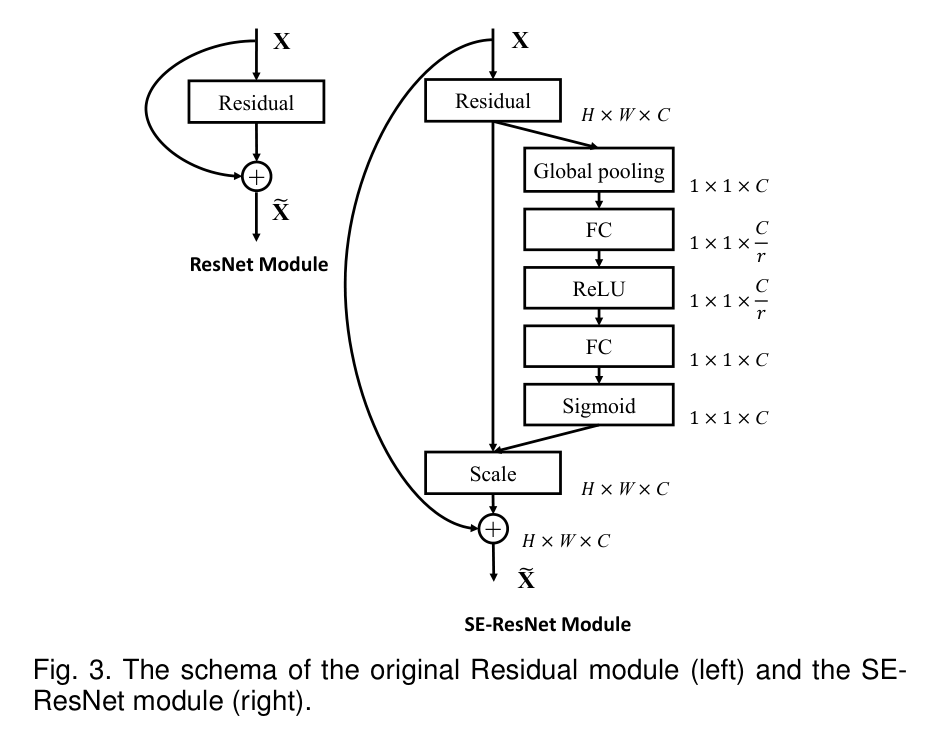 X
Residual
+
X̃
ResNet Module
X
Residual
H × W × C
Global pooling
1 × 1 × C
FC
1 × 1 × C/r
ReLU
1 × 1 × C/r
FC
1 × 1 × C
Sigmoid
1 × 1 × C
Scale
H × W × C
+
H × W × C
X̃
SE-ResNet Module
Fig. 3. The schema of the original Residual module (left) and the SE-
ResNet module (right).